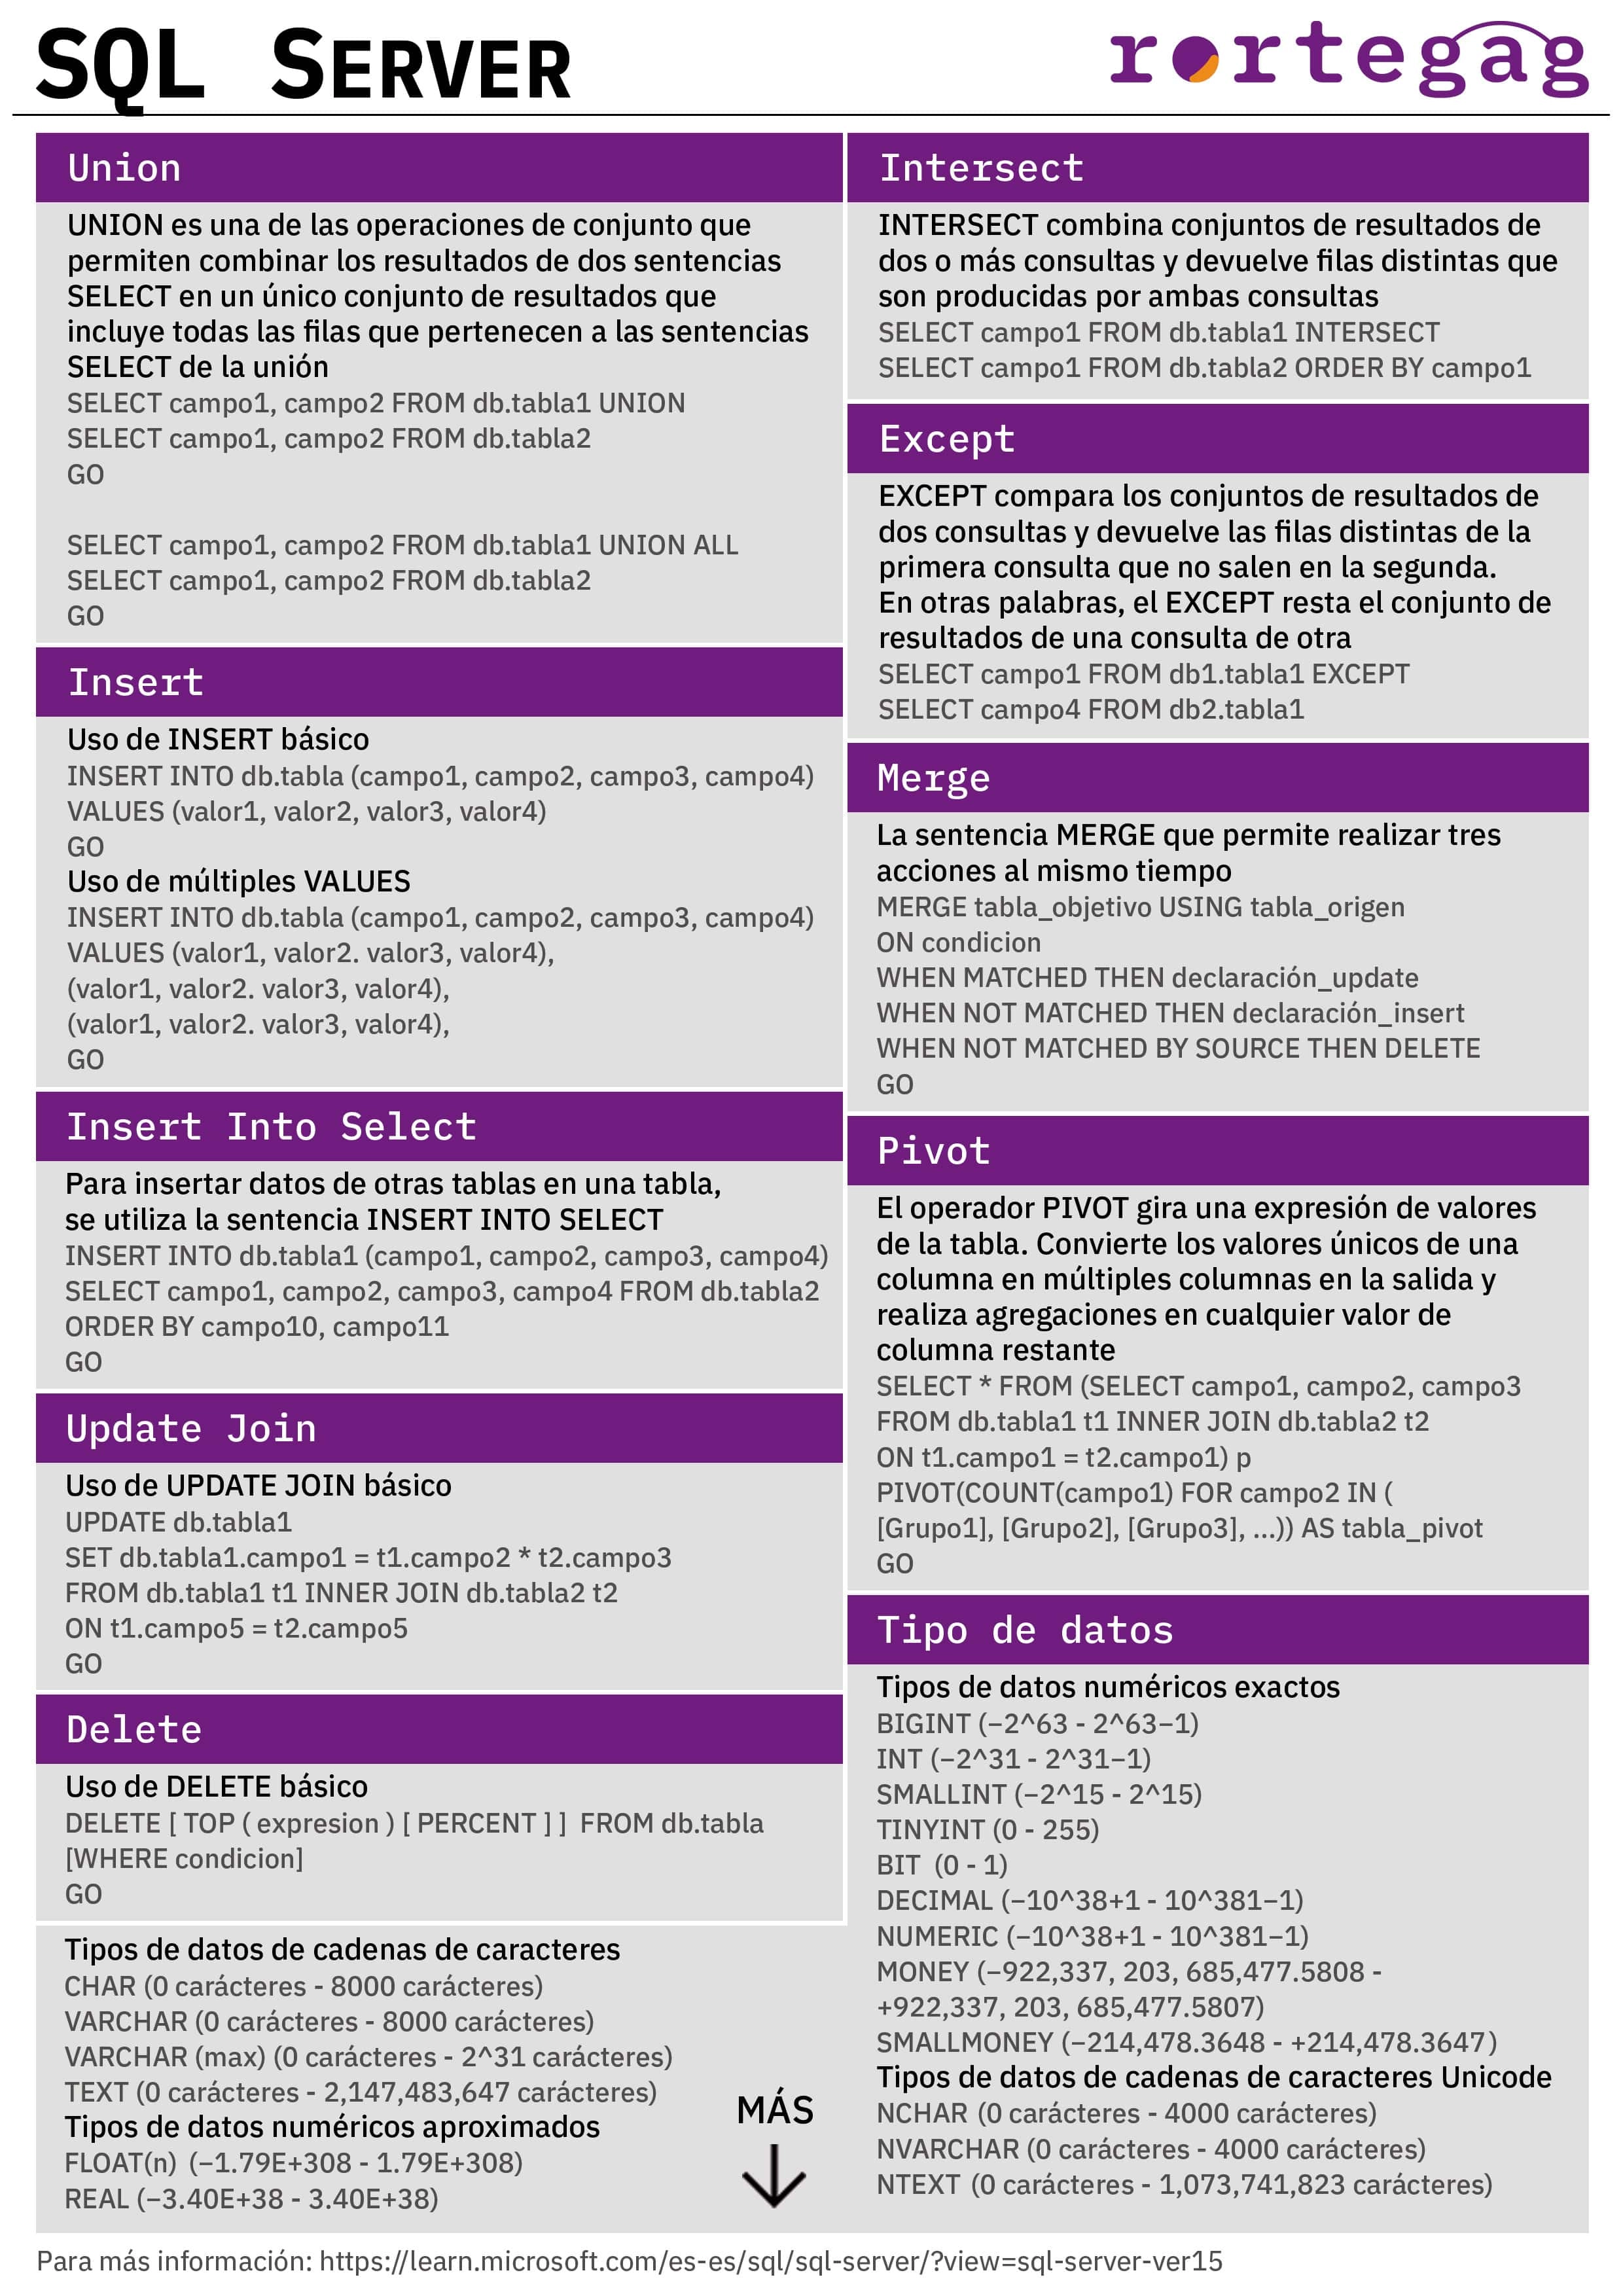 SQL SERVER
rortegag
Union
UNION es una de las operaciones de conjunto que
permiten combinar los resultados de dos sentencias
SELECT en un único conjunto de resultados que
incluye todas las filas que pertenecen a las sentencias
SELECT de la unión
SELECT campo1, campo2 FROM db.tabla1 UNION
SELECT campo1, campo2 FROM db.tabla2
GO
SELECT campo1, campo2 FROM db.tabla1 UNION ALL
SELECT campo1, campo2 FROM db.tabla2
GO
Insert
Uso de INSERT básico
INSERT INTO db.tabla (campo1, campo2, campo3, campo4)
VALUES (valor1, valor2, valor3, valor4)
GO
Uso de múltiples VALUES
INSERT INTO db.tabla (campo1, campo2, campo3, campo4)
VALUES (valor1, valor2. valor3, valor4),
(valor1, valor2. valor3, valor4),
(valor1, valor2. valor3, valor4),
GO
Insert Into Select
Para insertar datos de otras tablas en una tabla,
se utiliza la sentencia INSERT INTO SELECT
INSERT INTO db.tabla1 (campo1, campo2, campo3, campo4)
SELECT campo1, campo2, campo3, campo4 FROM db.tabla2
ORDER BY campo10, campo11
GO
Update Join
Uso de UPDATE JOIN básico
UPDATE db.tabla1
SET db.tabla1.campo1 = t1.campo2 * t2.campo3
FROM db.tabla1 t1 INNER JOIN db.tabla2 t2
ON t1.campo5 = t2.campo5
GO
Delete
Uso de DELETE básico
DELETE [ TOP ( expresion ) [ PERCENT ] ] FROM db.tabla
[WHERE condicion]
GO
Intersect
INTERSECT combina conjuntos de resultados de
dos o más consultas y devuelve filas distintas que
son producidas por ambas consultas
SELECT campo1 FROM db.tabla1 INTERSECT
SELECT campo1 FROM db.tabla2 ORDER BY campo1
Except
EXCEPT compara los conjuntos de resultados de
dos consultas y devuelve las filas distintas de la
primera consulta que no salen en la segunda.
En otras palabras, el EXCEPT resta el conjunto de
resultados de una consulta de otra
SELECT campo1 FROM db1.tabla1 EXCEPT
SELECT campo4 FROM db2.tabla1
Merge
La sentencia MERGE que permite realizar tres
acciones al mismo tiempo
MERGE tabla_objetivo USING tabla_origen
ON condicion
WHEN MATCHED THEN declaración_update
WHEN NOT MATCHED THEN declaración_insert
WHEN NOT MATCHED BY SOURCE THEN DELETE
GO
Pivot
El operador PIVOT gira una expresión de valores
de la tabla. Convierte los valores únicos de una
columna en múltiples columnas en la salida y
realiza agregaciones en cualquier valor de
columna restante
SELECT * FROM (SELECT campo1, campo2, campo3
FROM db.tabla1 t1 INNER JOIN db.tabla2 t2
ON t1.campo1 = t2.campo1) p
PIVOT(COUNT(campo1) FOR campo2 IN (
[Grupo1], [Grupo2], [Grupo3], ...)) AS tabla_pivot
GO
Tipo de datos
Tipos de datos numéricos exactos
BIGINT (−2^63 - 2^63−1)
INT (−2^31 - 2^31−1)
SMALLINT (−2^15 - 2^15)
TINYINT (0 - 255)
BIT (0 - 1)
DECIMAL (−10^38+1 - 10^381−1)
NUMERIC (−10^38+1 - 10^381−1)
MONEY (−922,337, 203, 685,477.5808 -
+922,337, 203, 685,477.5807)
SMALLMONEY (−214,478.3648 - +214,478.3647)
Tipos de datos de cadenas de caracteres Unicode
NCHAR (0 carácteres - 4000 carácteres)
NVARCHAR (0 carácteres - 4000 carácteres)
NTEXT (0 carácteres - 1,073,741,823 carácteres)
Tipos de datos de cadenas de caracteres
CHAR (0 carácteres - 8000 carácteres)
VARCHAR (0 carácteres - 8000 carácteres)
VARCHAR (max) (0 carácteres - 2^31 carácteres)
TEXT (0 carácteres - 2,147,483,647 carácteres)
Tipos de datos numéricos aproximados
FLOAT(n) (−1.79E+308 - 1.79E+308)
REAL (−3.40E+38 - 3.40E+38)
MÁS
Para más información: https://learn.microsoft.com/es-es/sql/sql-server/?view=sql-server-ver15